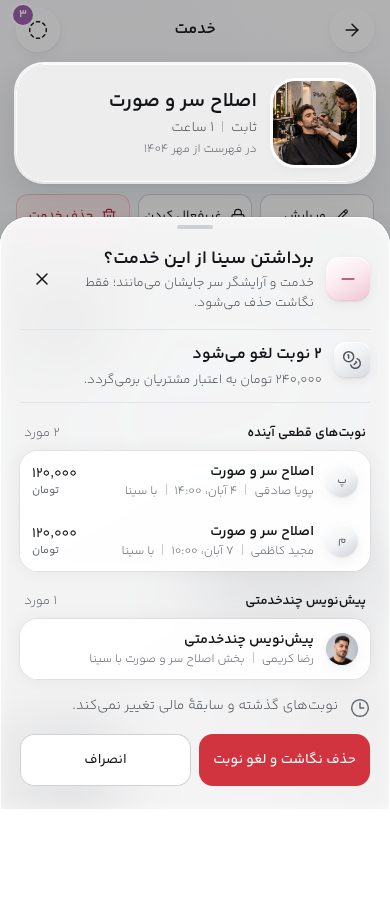 خدمت
۳
اصلاح سر و صورت
ثابت | ۱ ساعت
در فهرست از مهر ۱۴۰۴
ویرایش
غیرفعال کردن
حذف خدمت
برداشتن سینا از این خدمت؟
خدمت و آرایشگر سر جایشان می‌مانند؛ فقط
نگاشت حذف می‌شود.
۲ نوبت لغو می‌شود
۲۴۰,۰۰۰ تومان به اعتبار مشتریان برمی‌گردد.
نوبت‌های قطعی آینده
۲ مورد
پ
اصلاح سر و صورت
۱۲۰,۰۰۰
پویا صادقی | ۴ آبان، ۱۴:۰۰ | با سینا
تومان
م
اصلاح سر و صورت
۱۲۰,۰۰۰
مجید کاظمی | ۷ آبان، ۱۰:۰۰ | با سینا
تومان
پیش‌نویس چندخدمتی
۱ مورد
پیش‌نویس چندخدمتی
رضا کریمی | بخش اصلاح سر و صورت با سینا
نوبت‌های گذشته و سابقهٔ مالی تغییر نمی‌کند.
حذف نگاشت و لغو نوبت
انصراف